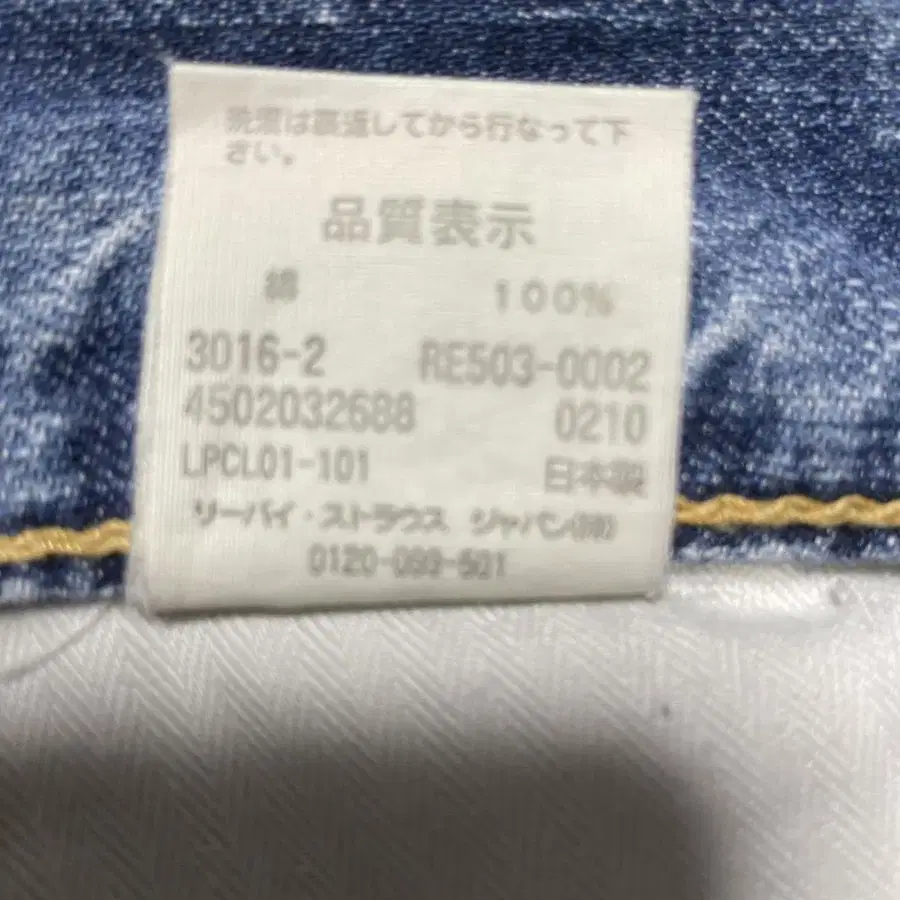 洗濯は裏返してから行なって下
さい。
品質表示
綿 100%
3016-2 RE503-0002
4502032688 0210
LPCL01-101 日本製
リーバイ・ストラウス ジャパン(株)
0120-099-501